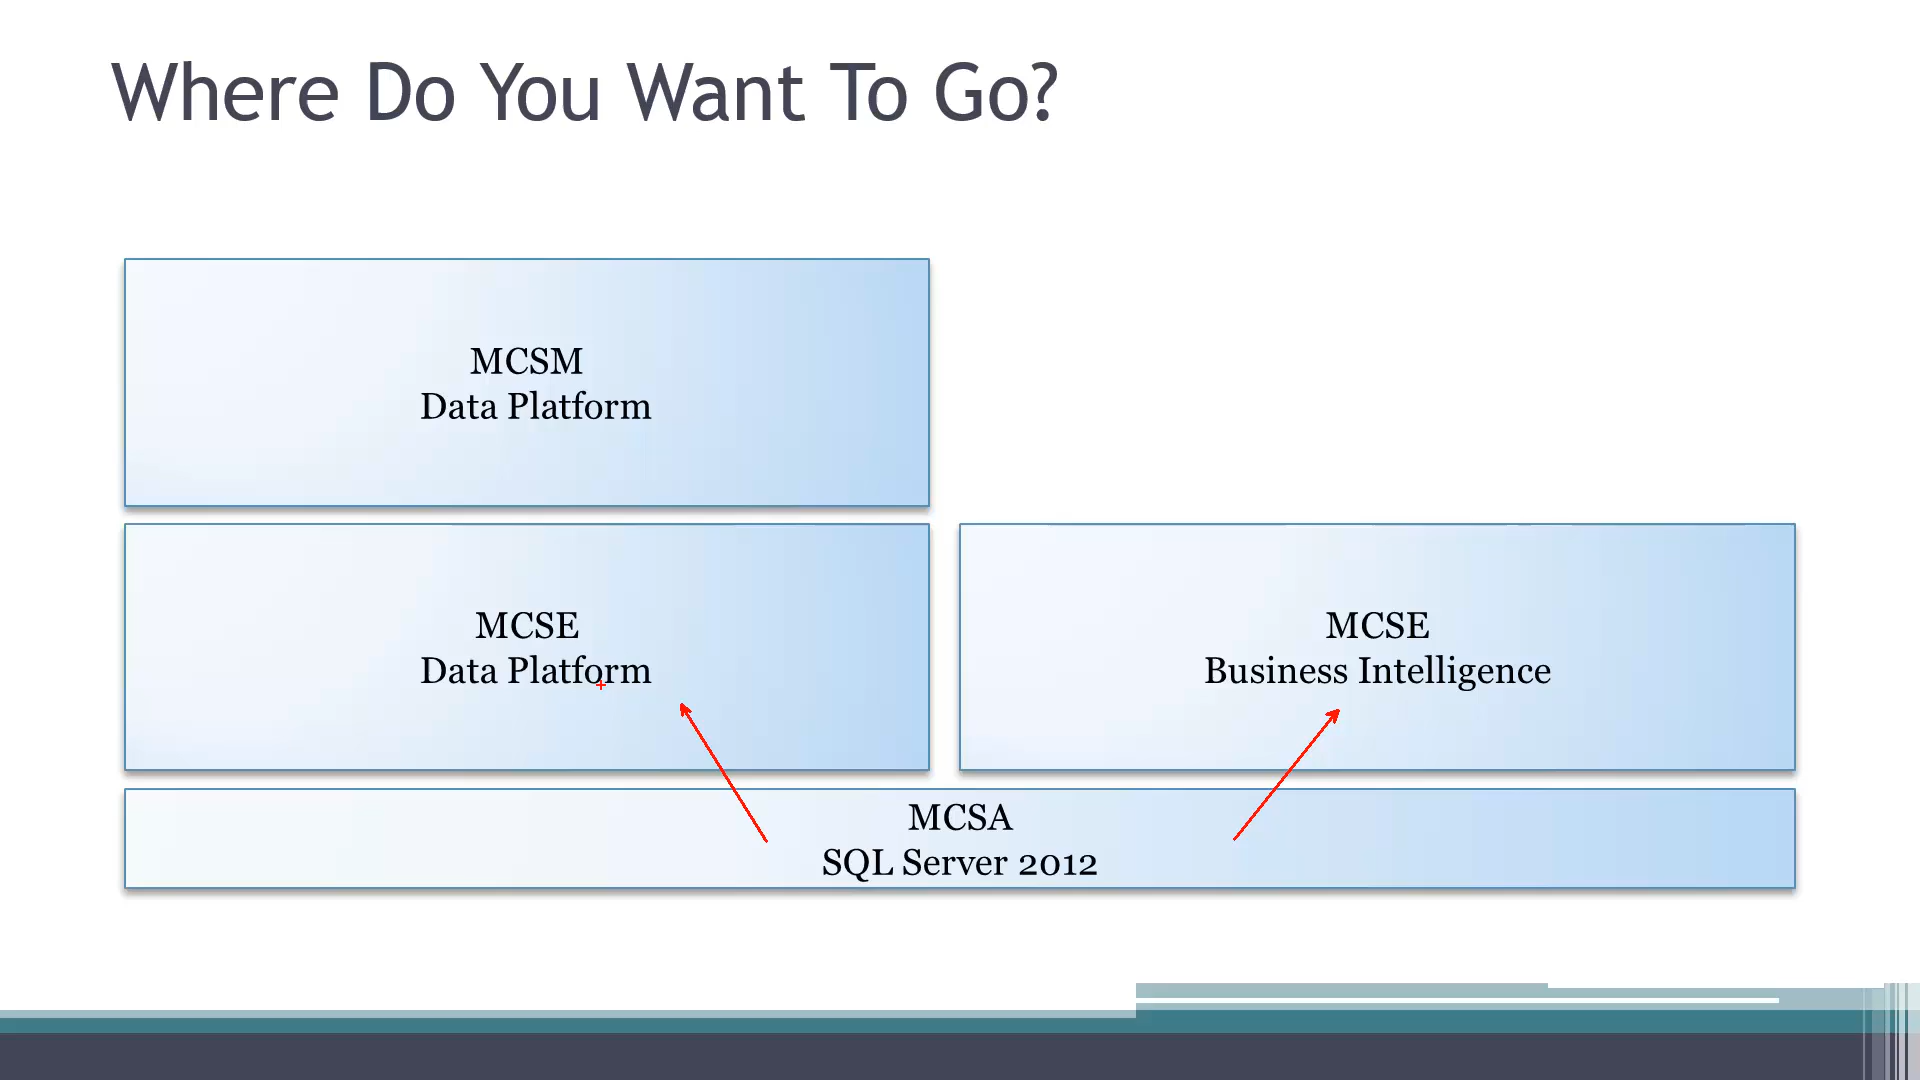 Where Do You Want To Go?
MCSM
Data Platform
MCSE
Data Platform
MCSE
Business Intelligence
MCSA
SQL Server 2012